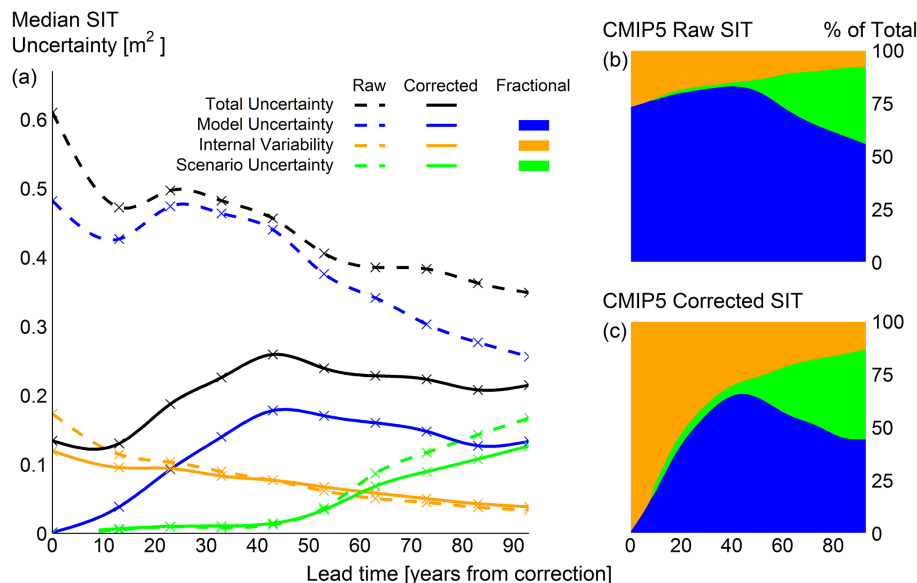 Median SIT
Uncertainty [m²]
(a)
Raw Corrected Fractional
Total Uncertainty
Model Uncertainty
Internal Variability
Scenario Uncertainty
0.6
0.5
0.4
0.3
0.2
0.1
0
0 10 20 30 40 50 60 70 80 90
Lead time [years from correction]
CMIP5 Raw SIT % of Total
(b)
100
75
50
25
0
CMIP5 Corrected SIT
(c)
100
75
50
25
0
0 20 40 60 80